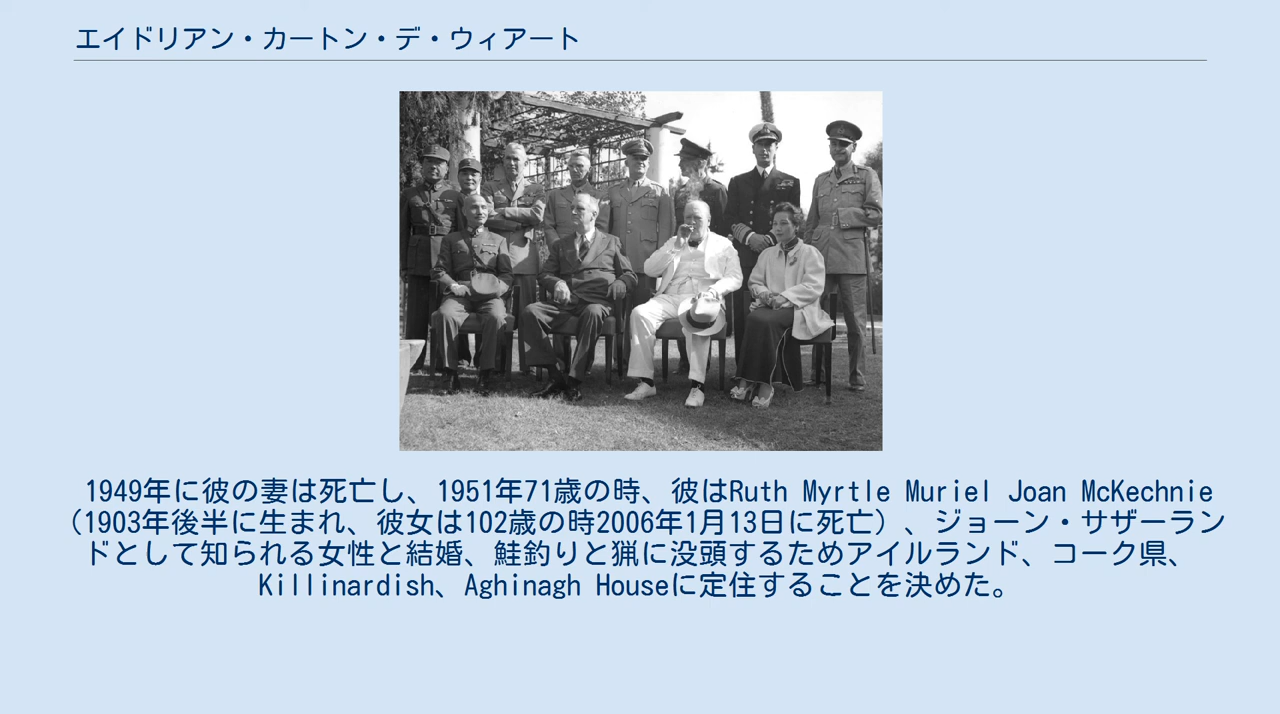 エイドリアン・カートン・デ・ウィアート
1949年に彼の妻は死亡し、1951年71歳の時、彼はRuth Myrtle Muriel Joan McKechnie
（1903年後半に生まれ、彼女は102歳の時2006年1月13日に死亡）、ジョーン・サザーラン
ドとして知られる女性と結婚、鮭釣りと猟に没頭するためアイルランド、コーク県、
Killinardish、Aghinagh Houseに定住することを決めた。